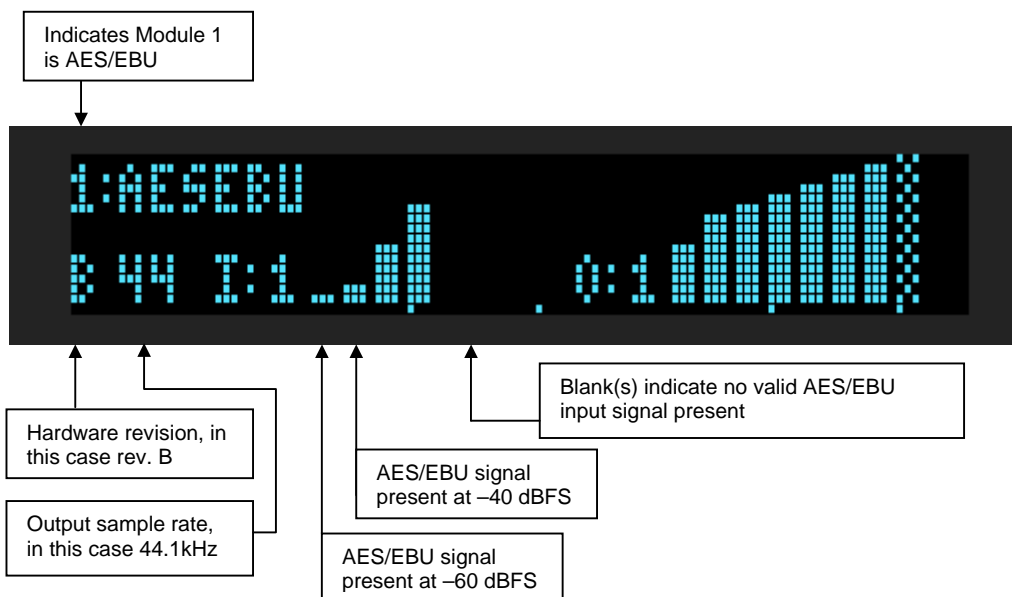 Indicates Module 1
is AES/EBU
1:AESEBU
B 44 I:1 O:1
Hardware revision, in
this case rev. B
Output sample rate,
in this case 44.1kHz
AES/EBU signal
present at –60 dBFS
AES/EBU signal
present at –40 dBFS
Blank(s) indicate no valid AES/EBU
input signal present